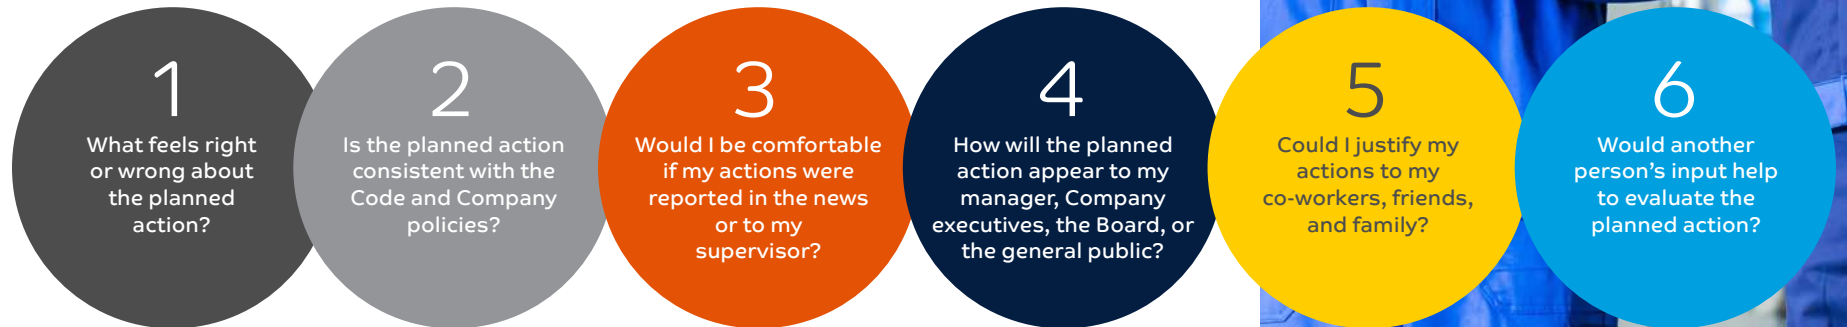 1
What feels right
or wrong about
the planned
action?
2
Is the planned action
consistent with the
Code and Company
policies?
3
Would I be comfortable
if my actions were
reported in the news
or to my
supervisor?
4
How will the planned
action appear to my
manager, Company
executives, the Board, or
the general public?
5
Could I justify my
actions to my
co-workers, friends,
and family?
6
Would another
person’s input help
to evaluate the
planned action?